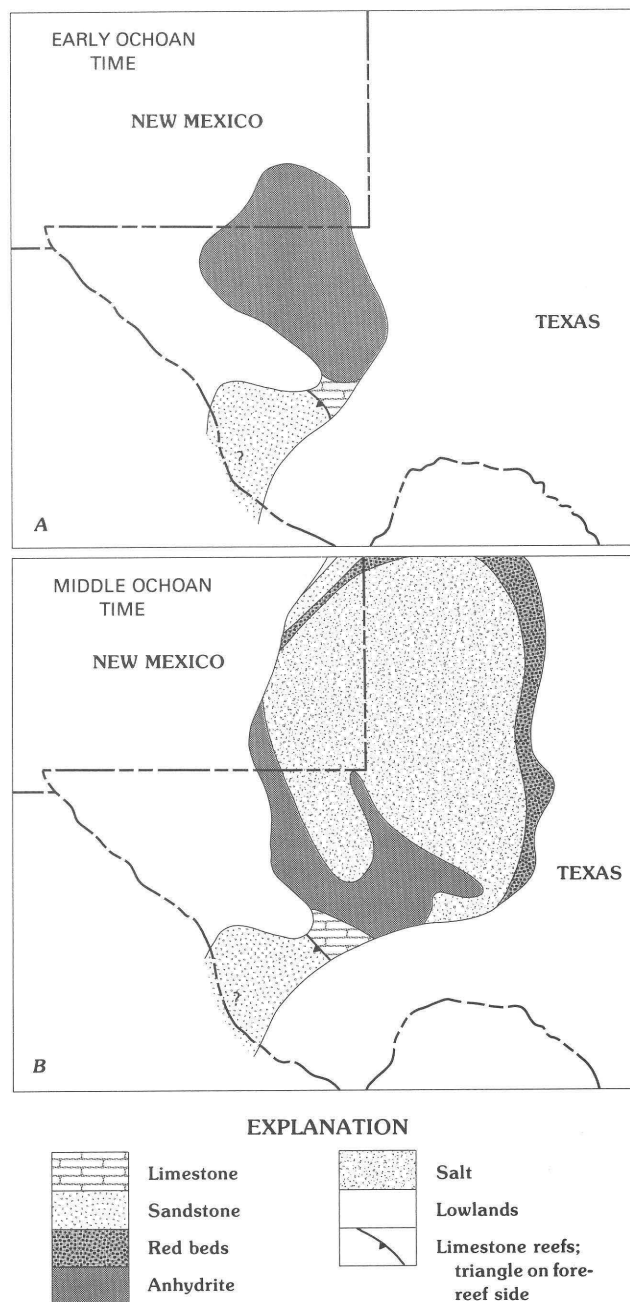 EARLY OCHOAN
TIME
NEW MEXICO
TEXAS
?
A
MIDDLE OCHOAN
TIME
NEW MEXICO
TEXAS
?
B
EXPLANATION
Limestone
Sandstone
Red beds
Anhydrite
Salt
Lowlands
Limestone reefs;
triangle on fore-
reef side